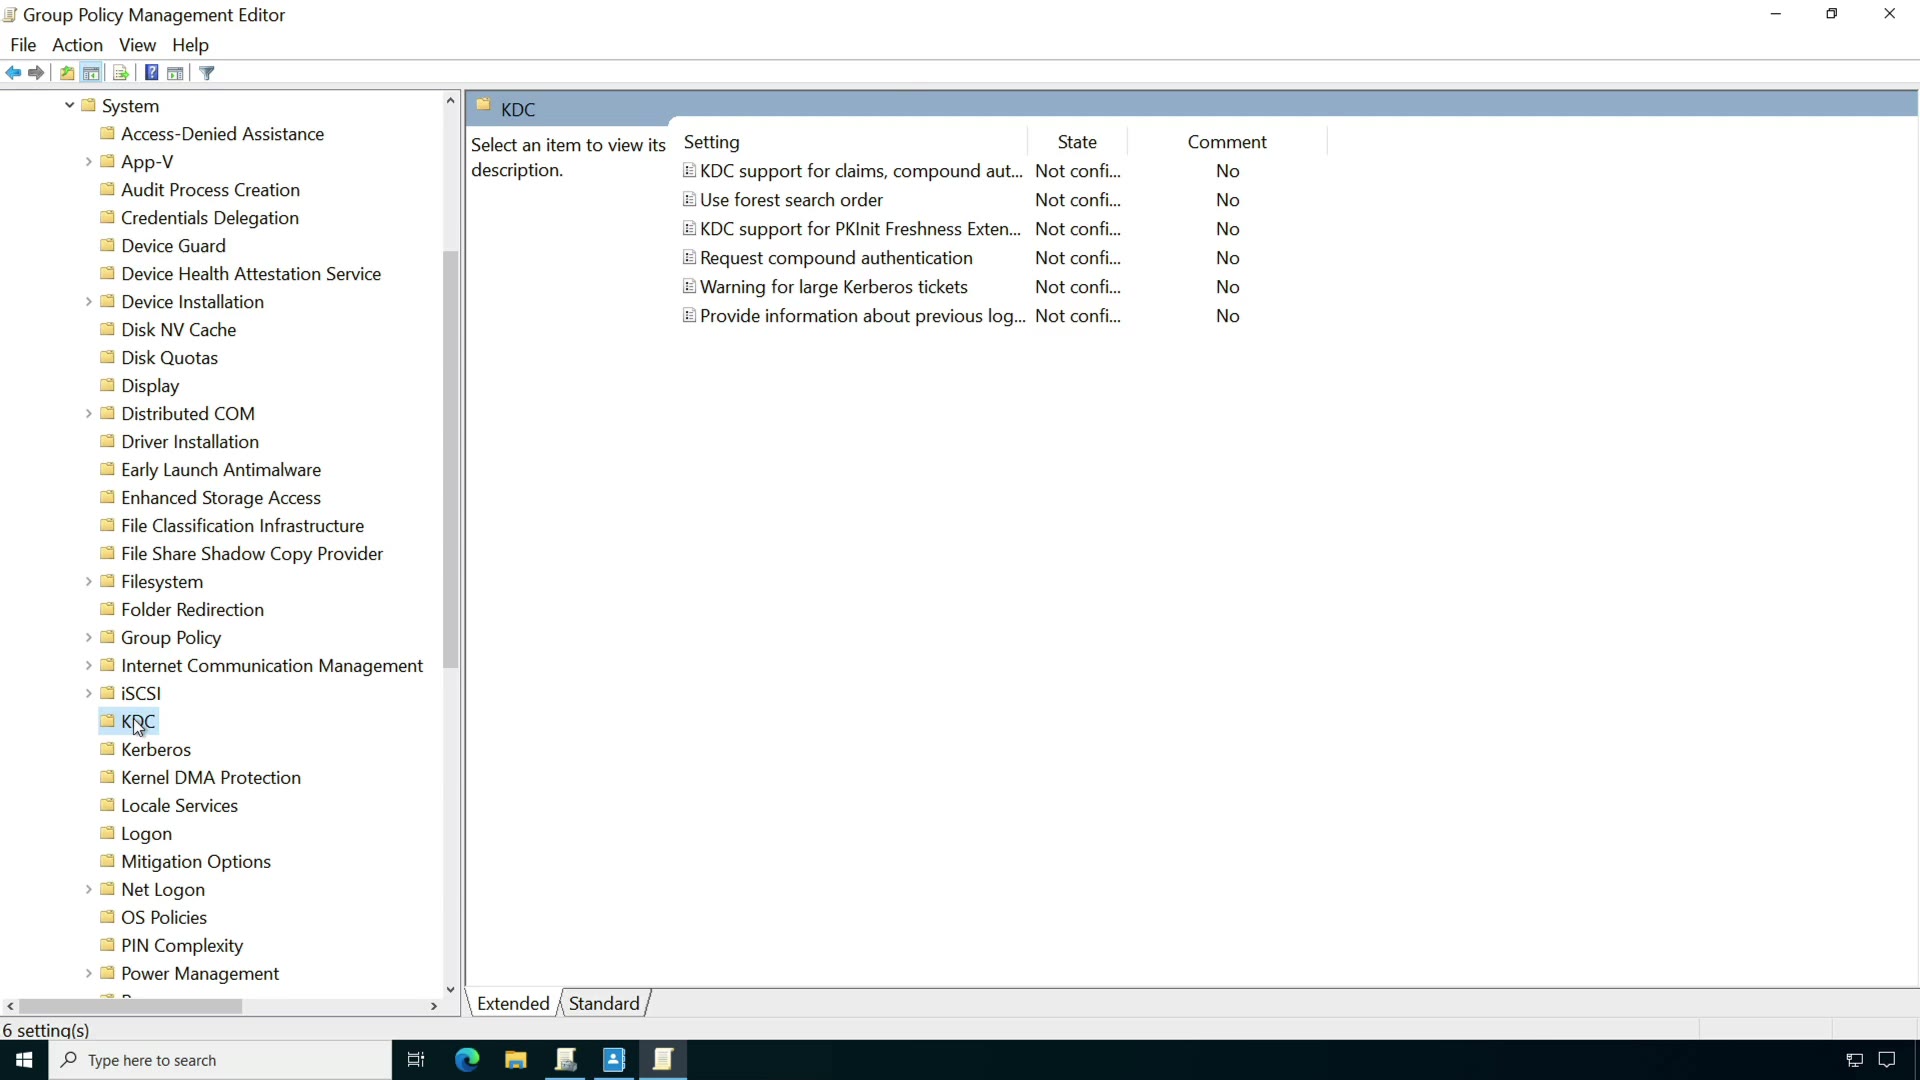 Group Policy Management Editor
File Action View Help
System
Access-Denied Assistance
App-V
Audit Process Creation
Credentials Delegation
Device Guard
Device Health Attestation Service
Device Installation
Disk NV Cache
Disk Quotas
Display
Distributed COM
Driver Installation
Early Launch Antimalware
Enhanced Storage Access
File Classification Infrastructure
File Share Shadow Copy Provider
Filesystem
Folder Redirection
Group Policy
Internet Communication Management
iSCSI
KDC
Kerberos
Kernel DMA Protection
Locale Services
Logon
Mitigation Options
Net Logon
OS Policies
PIN Complexity
Power Management
KDC
Select an item to view its
description.
Setting State Comment
KDC support for claims, compound aut... Not confi... No
Use forest search order Not confi... No
KDC support for PKInit Freshness Exten... Not confi... No
Request compound authentication Not confi... No
Warning for large Kerberos tickets Not confi... No
Provide information about previous log... Not confi... No
Extended Standard
6 setting(s)
Type here to search